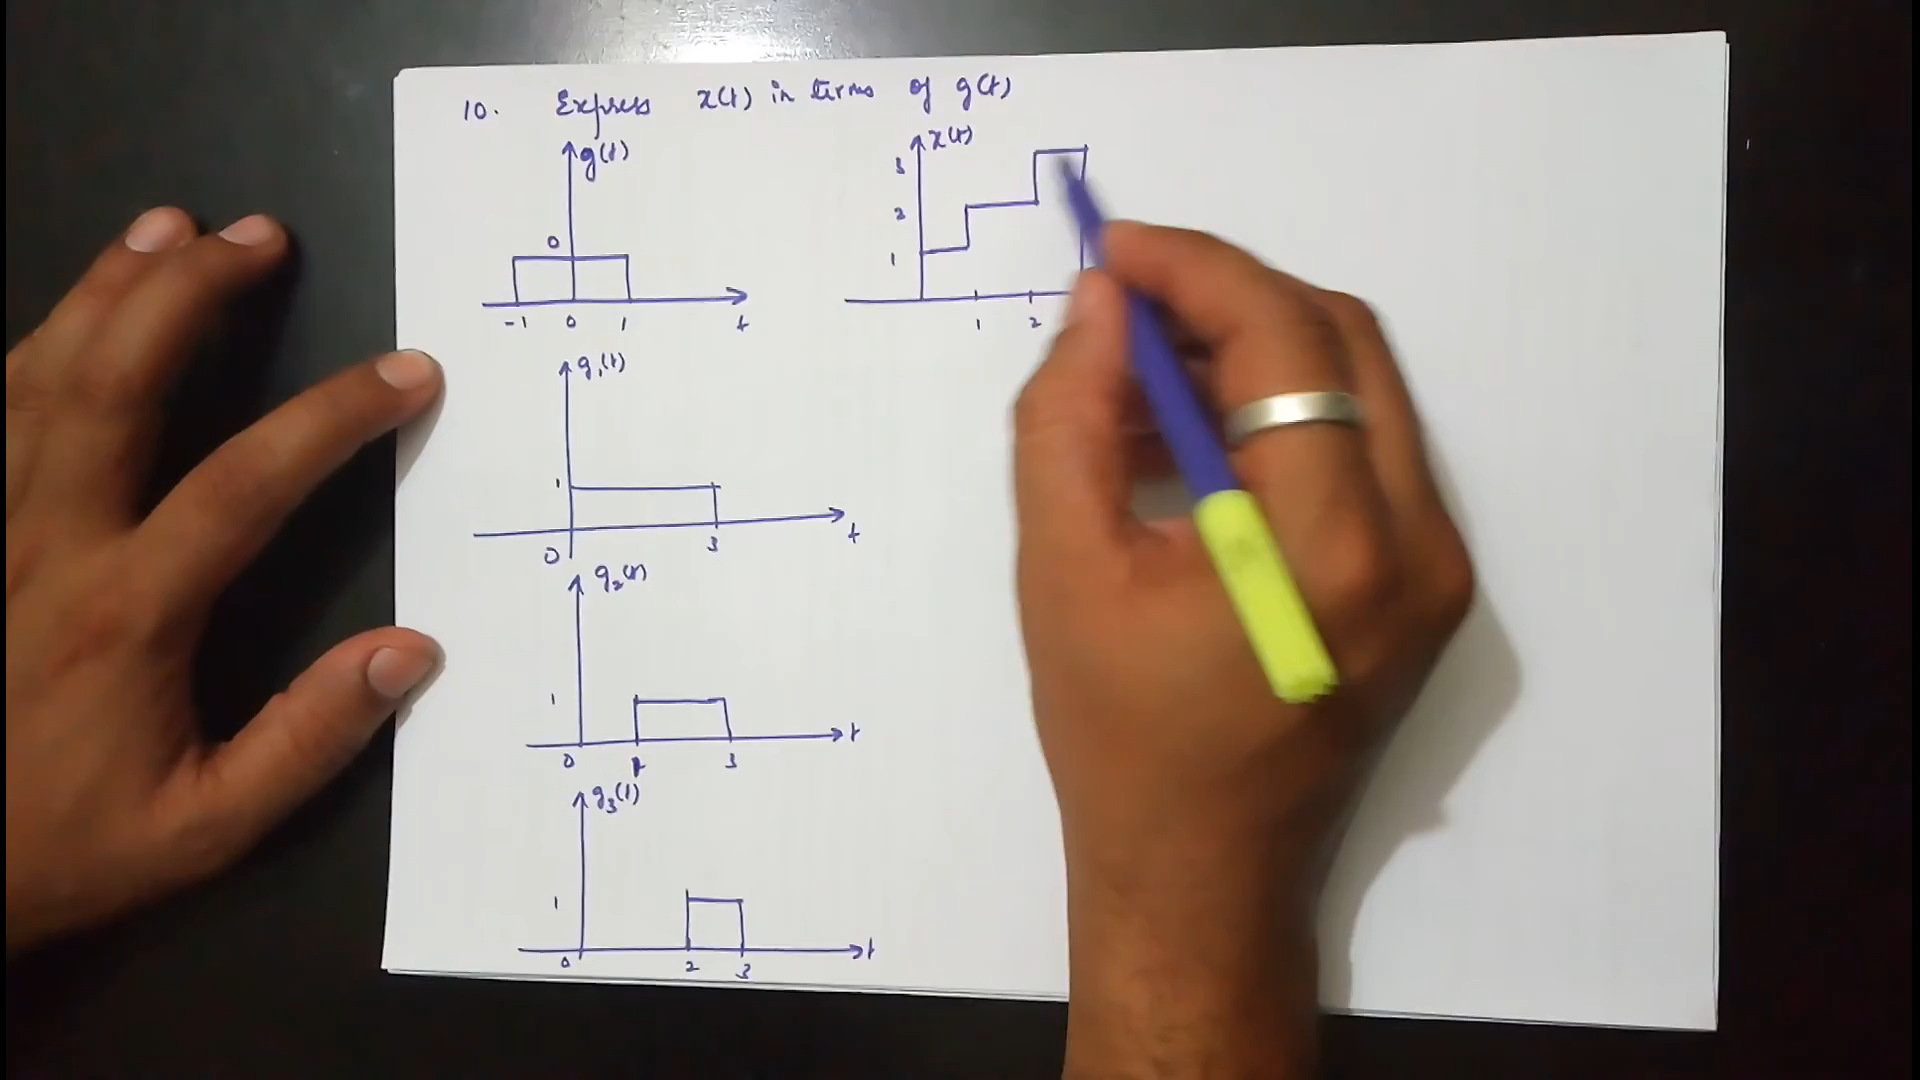 10. Express x(t) in terms of g(t)
g(t)
0
-1 0 1 t
x(t)
3
2
1
1 2
g₁(t)
1
0 3 t
g₂(t)
1
0 1 3 t
g₃(t)
1
0 2 3 t